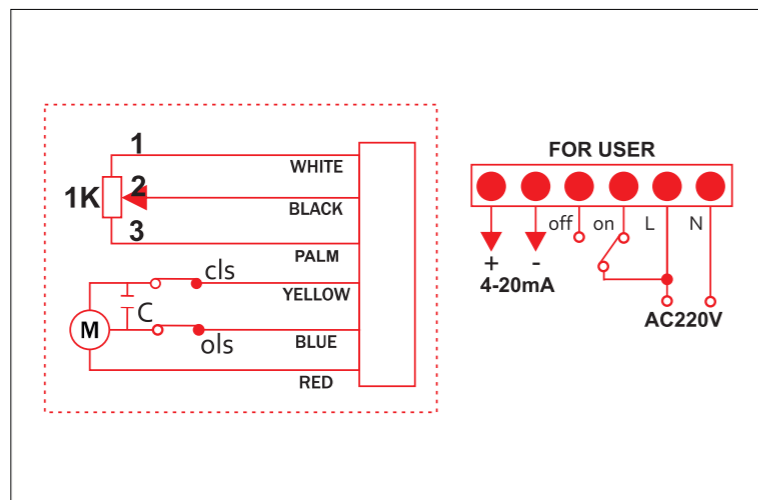 1
WHITE
1K
2
BLACK
3
PALM
cls
YELLOW
C
M
ols
BLUE
RED
FOR USER
off on L N
+ -
4-20mA
AC220V